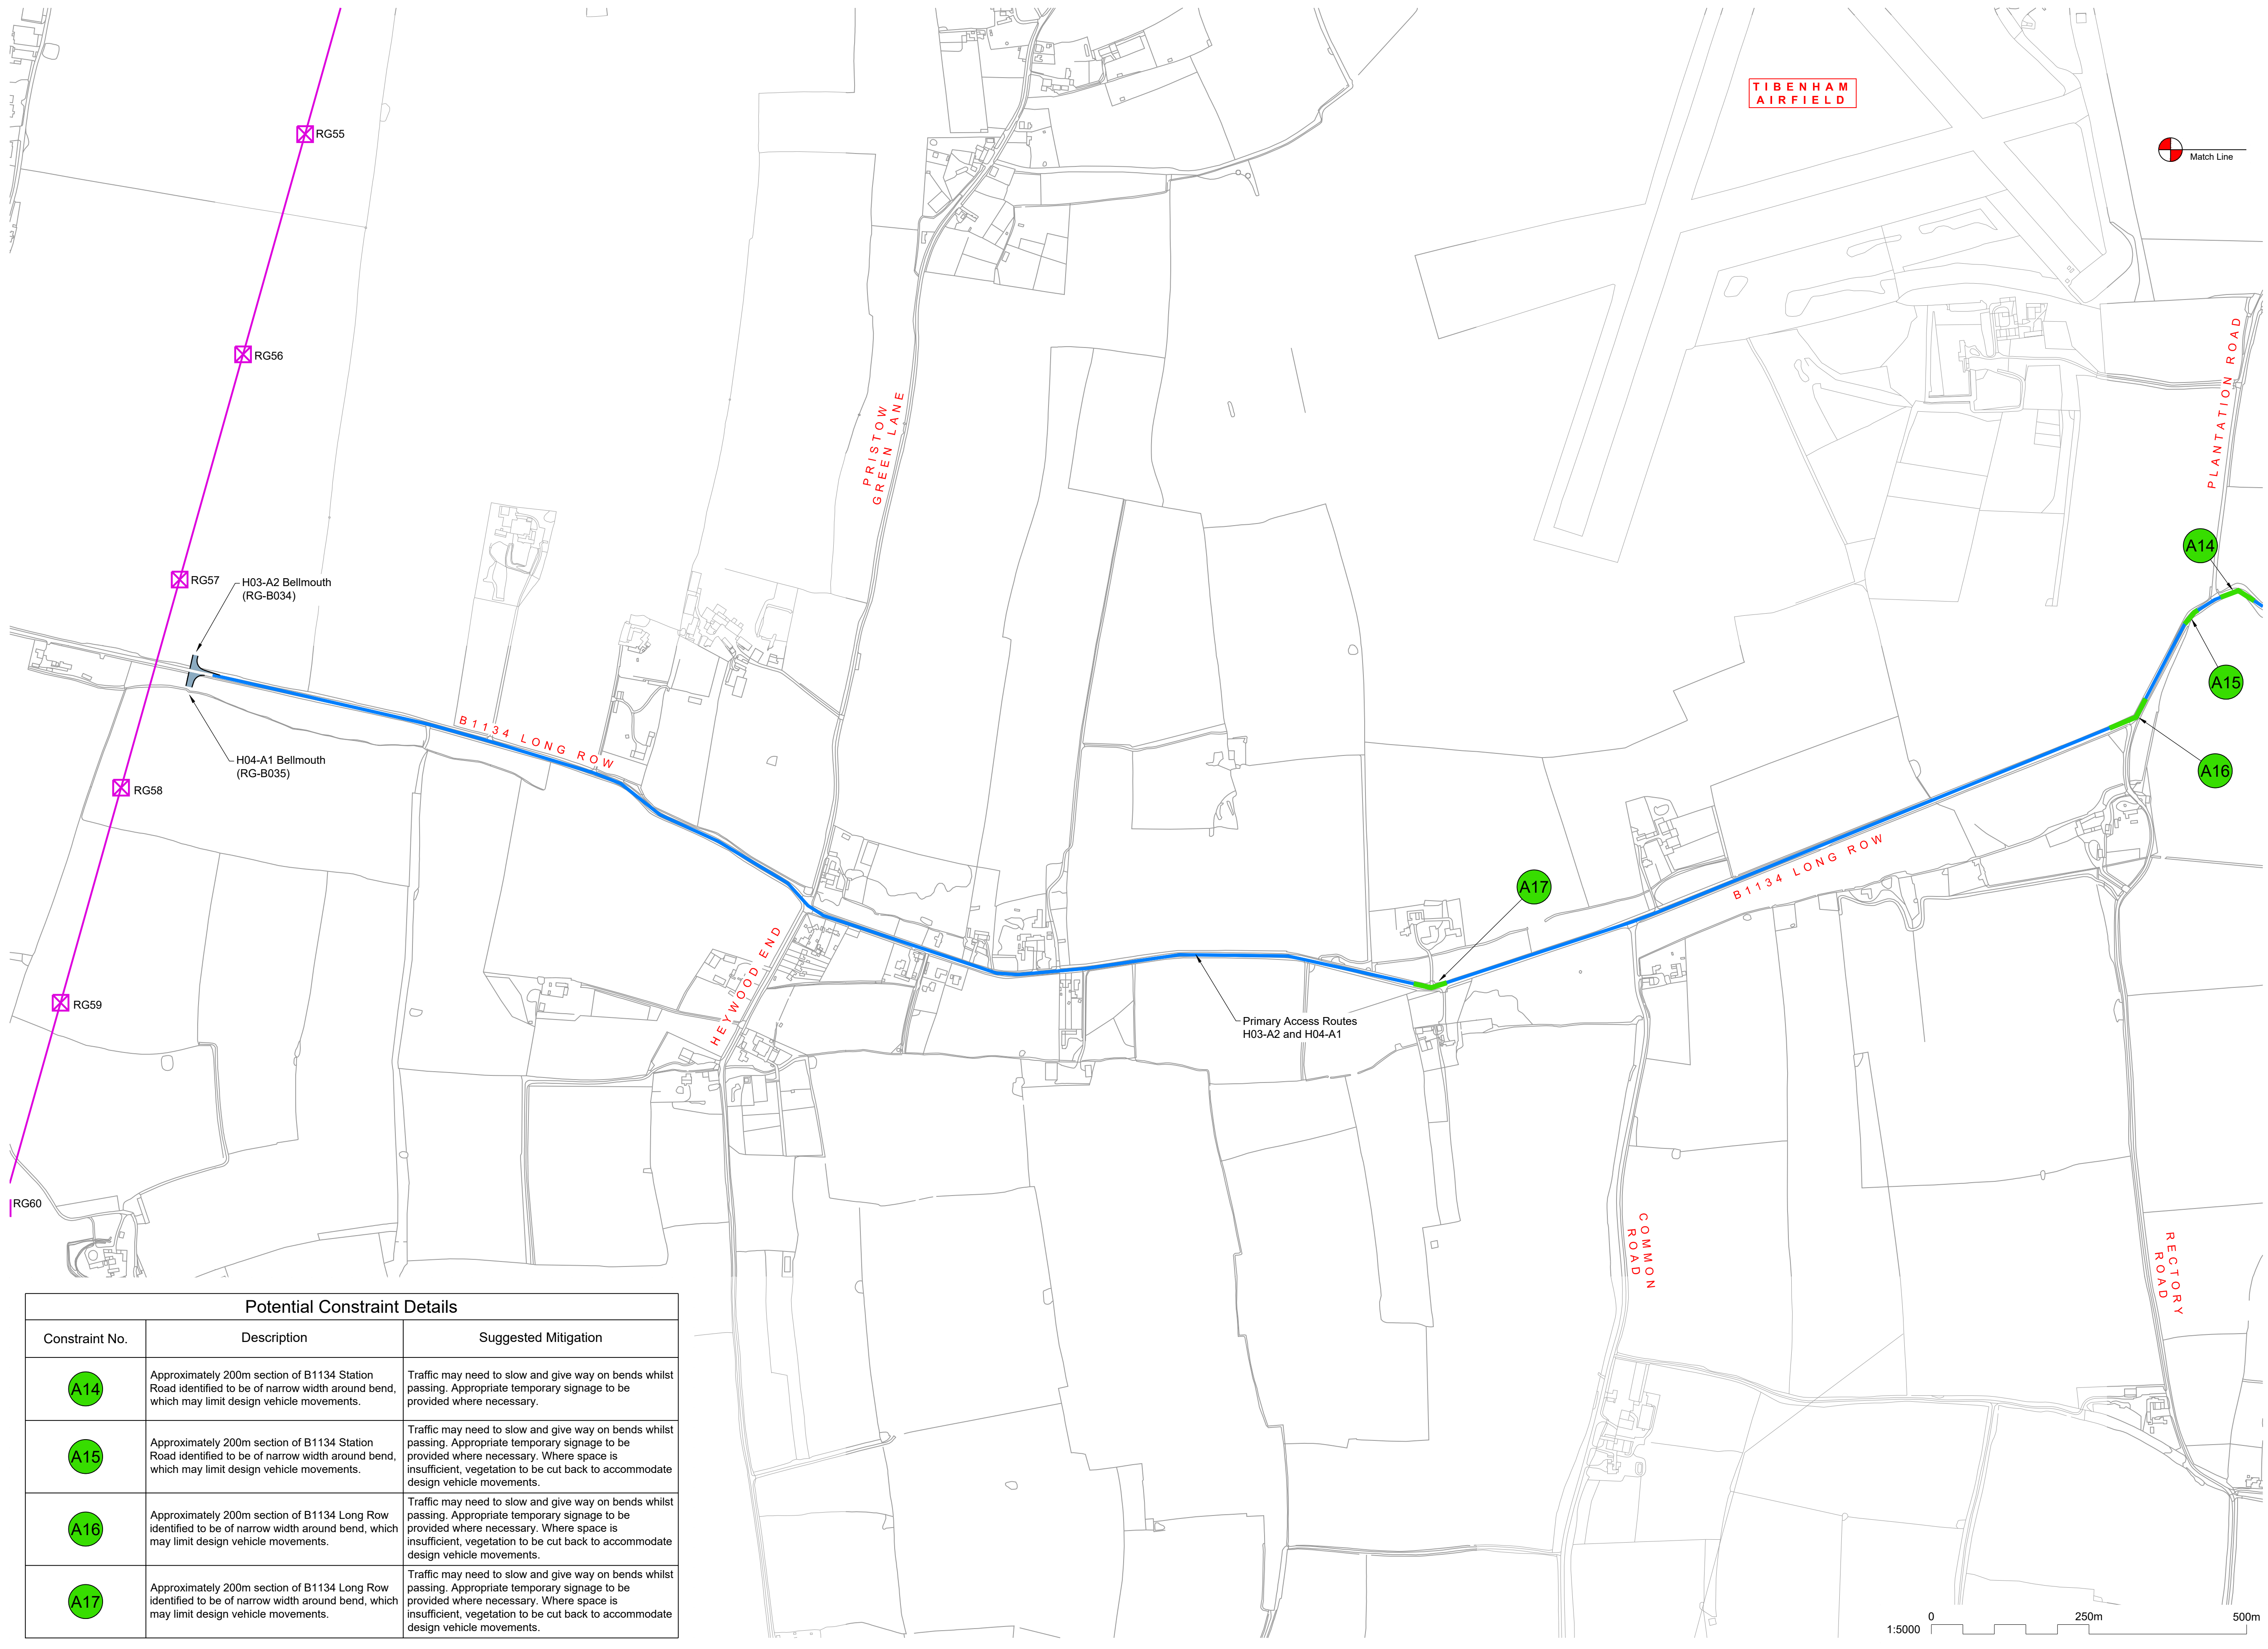 TIBENHAM
AIRFIELD
Match Line
RG55
RG56
RG57
RG58
RG59
RG60
H03-A2 Bellmouth
(RG-B034)
H04-A1 Bellmouth
(RG-B035)
PRISTOW
GREEN LANE
PLANTATION ROAD
A14
A15
A16
A17
B1134 LONG ROW
B1134 LONG ROW
HEYWOOD END
Primary Access Routes
H03-A2 and H04-A1
COMMON
ROAD
RECTORY
ROAD
Potential Constraint Details
Constraint No.
Description
Suggested Mitigation
A14
Approximately 200m section of B1134 Station
Road identified to be of narrow width around bend,
which may limit design vehicle movements.
Traffic may need to slow and give way on bends whilst
passing. Appropriate temporary signage to be
provided where necessary.
A15
Approximately 200m section of B1134 Station
Road identified to be of narrow width around bend,
which may limit design vehicle movements.
Traffic may need to slow and give way on bends whilst
passing. Appropriate temporary signage to be
provided where necessary. Where space is
insufficient, vegetation to be cut back to accommodate
design vehicle movements.
A16
Approximately 200m section of B1134 Long Row
identified to be of narrow width around bend, which
may limit design vehicle movements.
Traffic may need to slow and give way on bends whilst
passing. Appropriate temporary signage to be
provided where necessary. Where space is
insufficient, vegetation to be cut back to accommodate
design vehicle movements.
A17
Approximately 200m section of B1134 Long Row
identified to be of narrow width around bend, which
may limit design vehicle movements.
Traffic may need to slow and give way on bends whilst
passing. Appropriate temporary signage to be
provided where necessary. Where space is
insufficient, vegetation to be cut back to accommodate
design vehicle movements.
0 250m 500m
1:5000